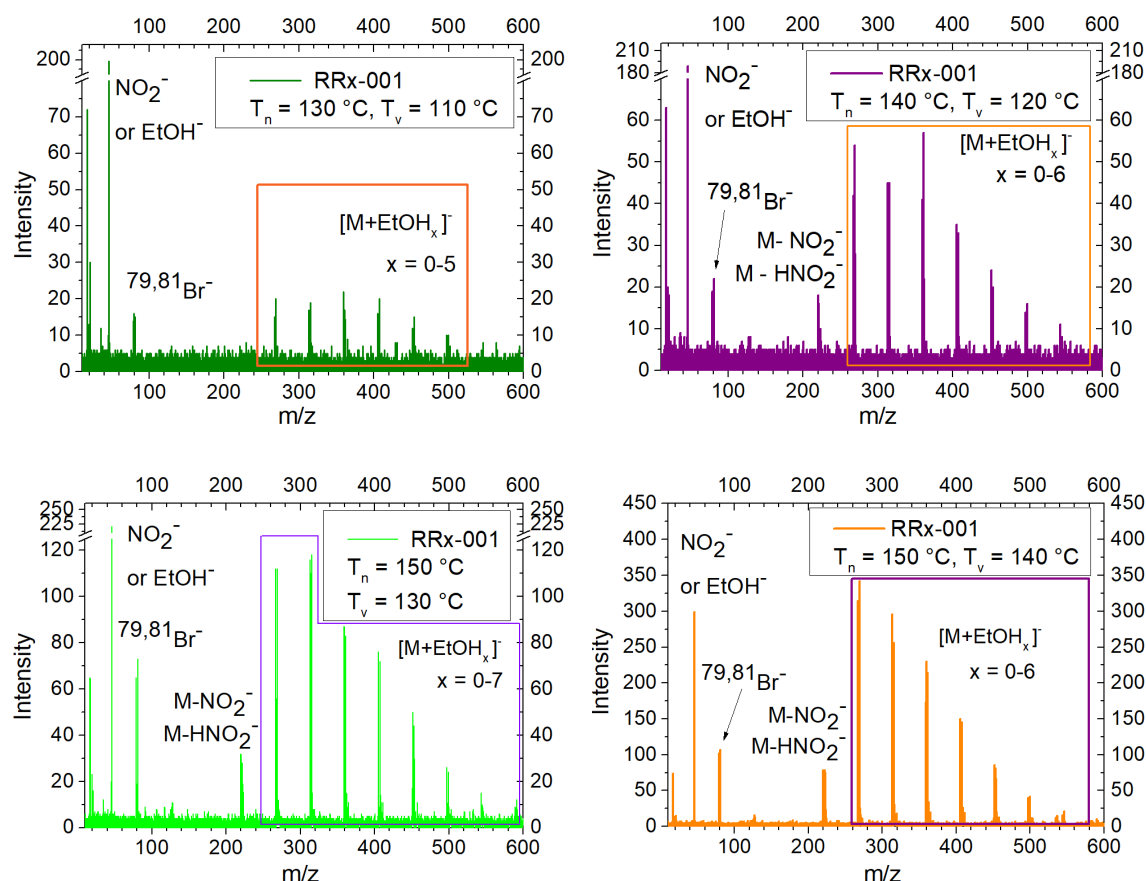 100 200 300 400 500 600
200 200
NO2-
or EtOH-
RRx-001
Tn = 130 °C, Tv = 110 °C
70 70
60 60
50 50
40 40
30 30
20 20
10 10
0 0
[M+EtOHx]-
x = 0-5
79,81Br-
Intensity
100 200 300 400 500 600
m/z
100 200 300 400 500 600
210 210
180 180
NO2-
or EtOH-
RRx-001
Tn = 140 °C, Tv = 120 °C
60 60
50 50
40 40
30 30
20 20
10 10
0 0
[M+EtOHx]-
x = 0-6
79,81Br-
M- NO2-
M - HNO2-
Intensity
100 200 300 400 500 600
m/z
100 200 300 400 500 600
250 250
225 225
NO2-
or EtOH-
RRx-001
Tn = 150 °C
Tv = 130 °C
120 120
100 100
80 80
60 60
40 40
20 20
0 0
79,81Br-
[M+EtOHx]-
x = 0-7
M-NO2-
M-HNO2-
Intensity
100 200 300 400 500 600
m/z
100 200 300 400 500 600
450 450
400 400
350 350
300 300
250 250
200 200
150 150
100 100
50 50
0 0
NO2-
or EtOH-
RRx-001
Tn = 150 °C, Tv = 140 °C
[M+EtOHx]-
x = 0-6
79,81Br-
M-NO2-
M-HNO2-
Intensity
100 200 300 400 500 600
m/z